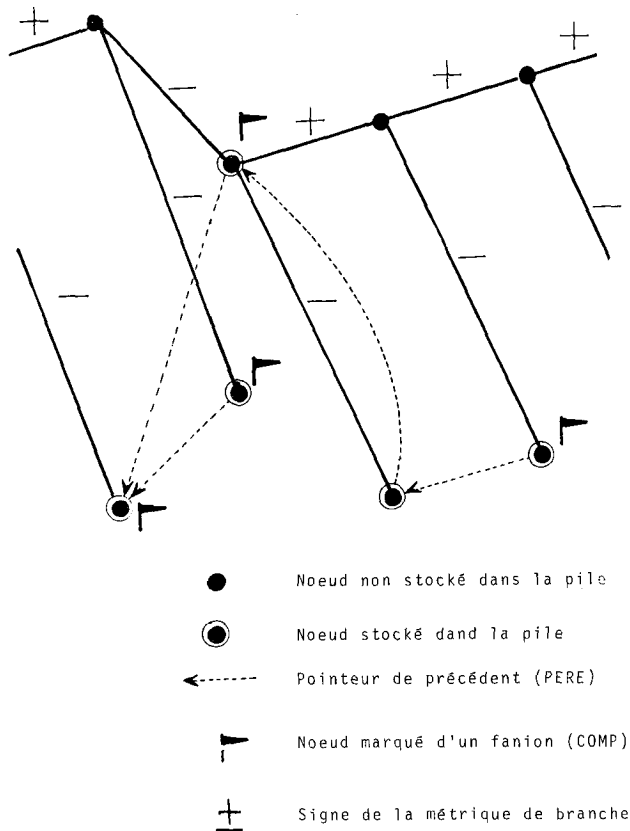 +
+
+
+
—
—
—
—
—
—
Noeud non stocké dans la pile
Noeud stocké dand la pile
Pointeur de précédent (PERE)
Noeud marqué d'un fanion (COMP)
± Signe de la métrique de branche